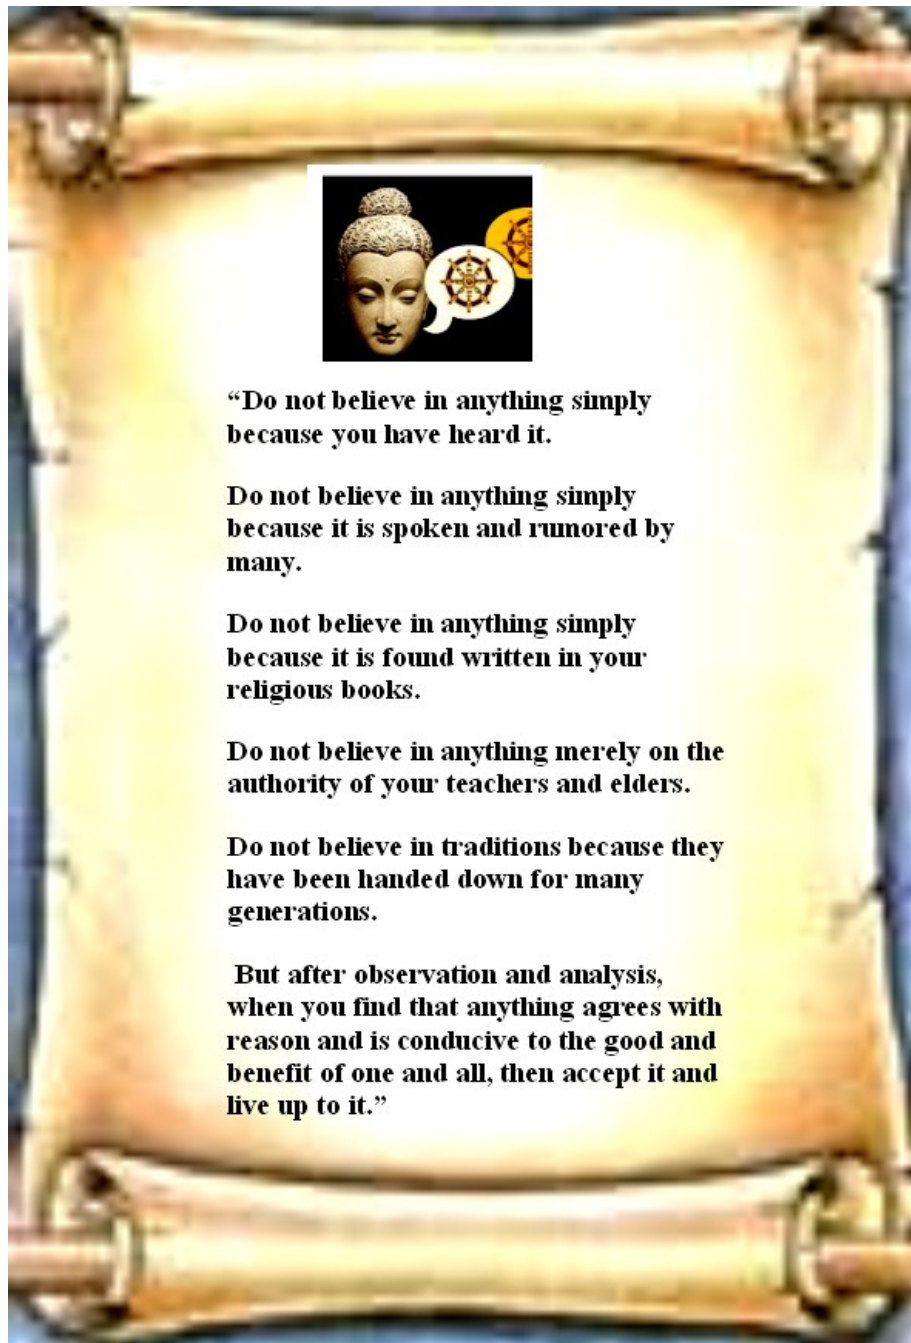 “Do not believe in anything simply
because you have heard it.
Do not believe in anything simply
because it is spoken and rumored by
many.
Do not believe in anything simply
because it is found written in your
religious books.
Do not believe in anything merely on the
authority of your teachers and elders.
Do not believe in traditions because they
have been handed down for many
generations.
But after observation and analysis,
when you find that anything agrees with
reason and is conducive to the good and
benefit of one and all, then accept it and
live up to it.”